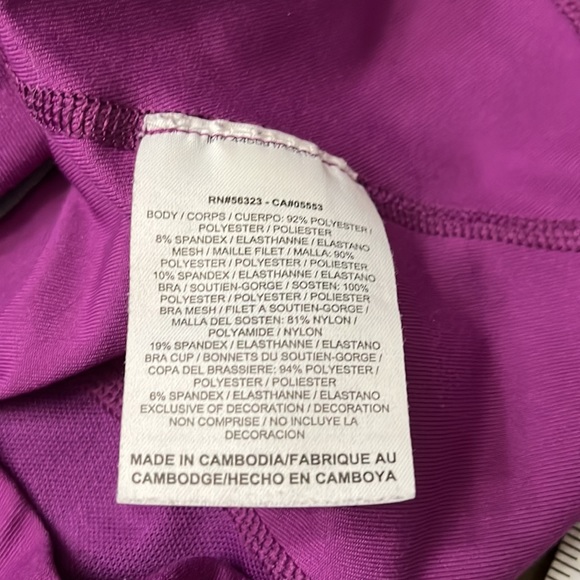 RN#56323 - CA#05553
BODY / CORPS / CUERPO: 92% POLYESTER /
POLYESTER / POLIESTER
8% SPANDEX / ELASTHANNE / ELASTANO
MESH / MAILLE FILET / MALLA: 90%
POLYESTER / POLYESTER / POLIESTER
10% SPANDEX / ELASTHANNE / ELASTANO
BRA / SOUTIEN-GORGE / SOSTEN: 100%
POLYESTER / POLYESTER / POLIESTER
BRA MESH / FILET A SOUTIEN-GORGE /
MALLA DEL SOSTEN: 81% NYLON /
POLYAMIDE / NYLON
19% SPANDEX / ELASTHANNE / ELASTANO
BRA CUP / BONNETS DU SOUTIEN-GORGE /
COPA DEL BRASSIERE: 94% POLYESTER /
POLYESTER / POLIESTER
6% SPANDEX / ELASTHANNE / ELASTANO
EXCLUSIVE OF DECORATION / DECORATION
NON COMPRISE / NO INCLUYE LA
DECORACION
MADE IN CAMBODIA/FABRIQUE AU
CAMBODGE/HECHO EN CAMBOYA